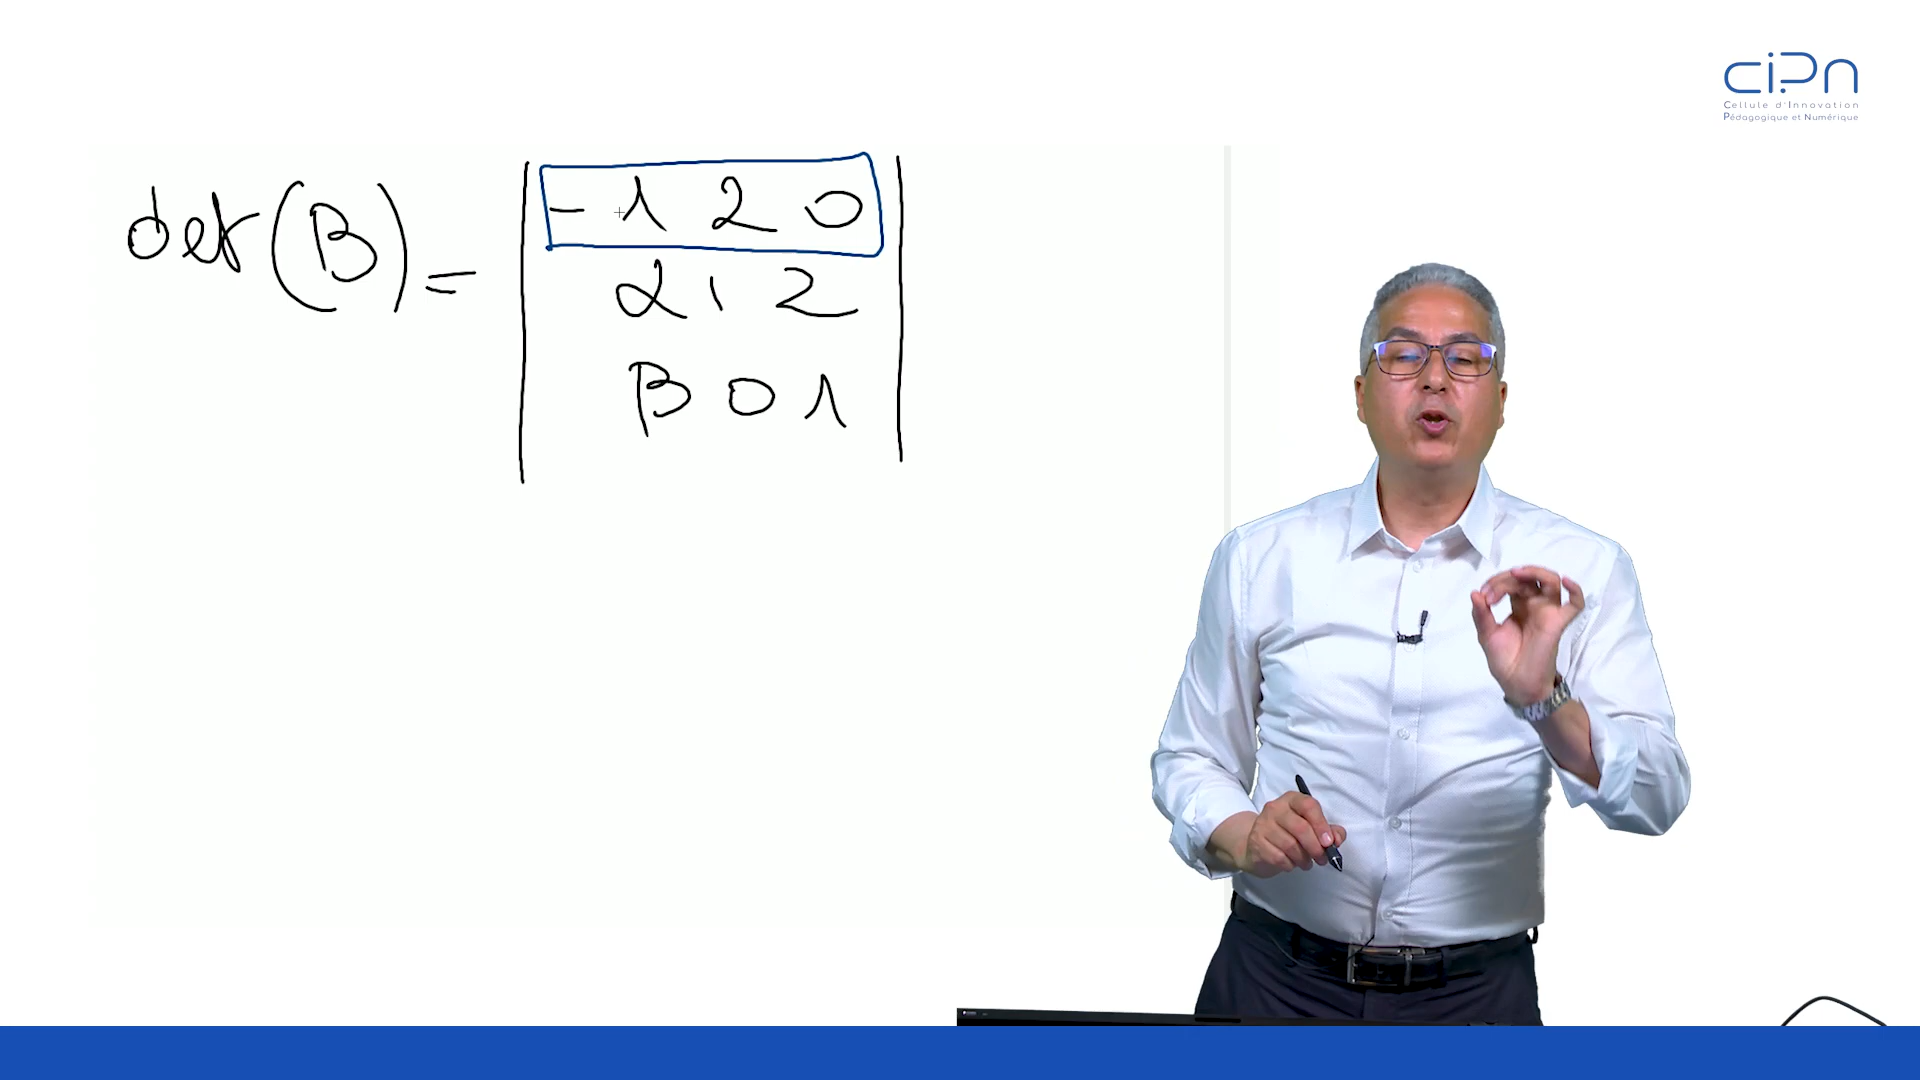 cipn
Cellule d'Innovation
Pédagogique et Numérique
det(B) = | -1 2 0 |
α 1 2
β 0 1